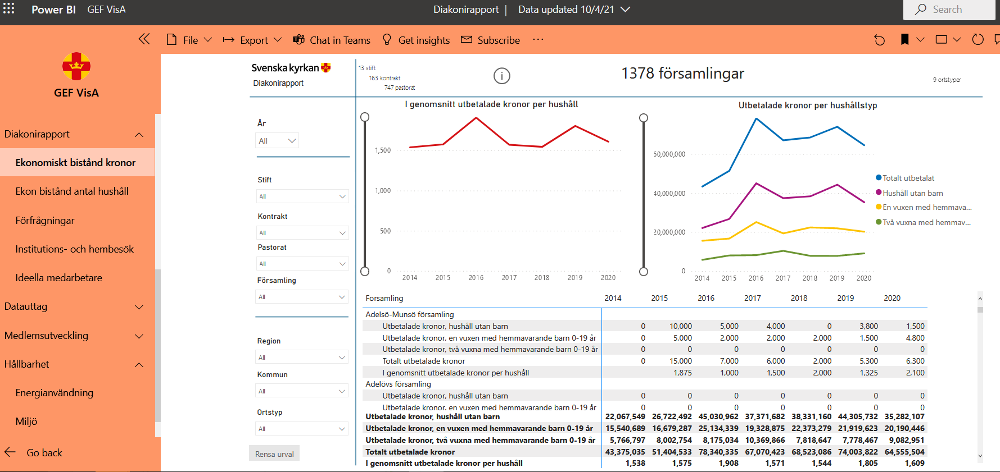 Power BI GEF VisA Diakonirapport | Data updated 10/4/21 Search
File Export Chat in Teams Get insights Subscribe ...
GEF VisA
Diakonirapport
Ekonomiskt bistånd kronor
Ekon bistånd antal hushåll
Förfrågningar
Institutions- och hembesök
Ideella medarbetare
Datauttag
Medlemsutveckling
Hållbarhet
Energianvändning
Miljö
Go back
Svenska kyrkan
Diakonirapport
13 stift
163 kontrakt
747 pastorat
i
1378 församlingar
9 ortstyper
År
All
Stift
All
Kontrakt
All
Pastorat
All
Församling
All
Region
All
Kommun
All
Ortstyp
All
Rensa urval
I genomsnitt utbetalade kronor per hushåll
1,500
1,000
500
0
2014 2015 2016 2017 2018 2019 2020
Utbetalade kronor per hushållstyp
50,000,000
40,000,000
20,000,000
0
2014 2015 2016 2017 2018 2019 2020
Totalt utbetalat
Hushåll utan barn
En vuxen med hemmava...
Två vuxna med hemmav...
Forsamling 2014 2015 2016 2017 2018 2019 2020
Adelsö-Munsö församling
Utbetalade kronor, hushåll utan barn 0 10,000 5,000 4,000 0 3,800 1,500
Utbetalade kronor, en vuxen med hemmavarande barn 0-19 år 0 5,000 2,000 2,000 2,000 1,500 4,800
Utbetalade kronor, två vuxna med hemmavarande barn 0-19 år 0 0 0 0 0 0 0
Totalt utbetalade kronor 0 15,000 7,000 6,000 2,000 5,300 6,300
I genomsnitt utbetalade kronor per hushåll 1,875 1,000 1,500 2,000 1,325 2,100
Adelövs församling
Utbetalade kronor, hushåll utan barn 0 0 0 0 0 0 0
Utbetalade kronor, en vuxen med hemmavarande barn 0-19 år 0 0 0 0 0 0 0
Utbetalade kronor, hushåll utan barn 22,067,549 26,722,492 45,030,962 37,371,682 38,331,160 44,305,732 35,282,107
Utbetalade kronor, en vuxen med hemmavarande barn 0-19 år 15,540,689 16,679,287 25,134,339 19,328,875 22,373,279 21,919,623 20,190,446
Utbetalade kronor, två vuxna med hemmavarande barn 0-19 år 5,766,797 8,002,754 8,175,034 10,369,866 7,818,647 7,778,467 9,082,951
Totalt utbetalade kronor 43,375,035 51,404,533 78,340,335 67,070,423 68,523,086 74,003,822 64,555,504
I genomsnitt utbetalade kronor per hushåll 1,538 1,575 1,908 1,571 1,544 1,805 1,609